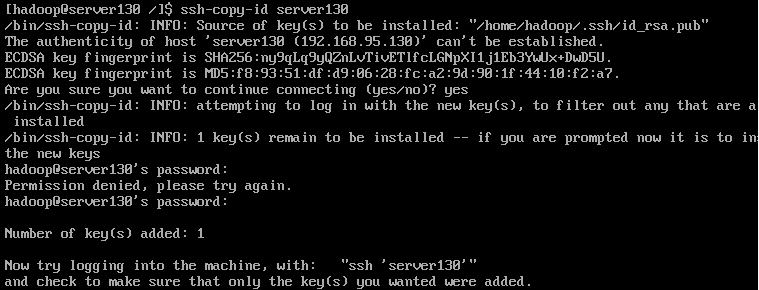 [hadoop@server130 /]$ ssh-copy-id server130
/bin/ssh-copy-id: INFO: Source of key(s) to be installed: "/home/hadoop/.ssh/id_rsa.pub"
The authenticity of host 'server130 (192.168.95.130)' can't be established.
ECDSA key fingerprint is SHA256:ny9qLq9yQZnLvTivETlfcLGMpXI1j1Eb3YwUx+DwD5U.
ECDSA key fingerprint is MD5:f8:93:51:df:d9:06:28:fc:a2:9d:90:1f:44:10:f2:a7.
Are you sure you want to continue connecting (yes/no)? yes
/bin/ssh-copy-id: INFO: attempting to log in with the new key(s), to filter out any that are a
installed
/bin/ssh-copy-id: INFO: 1 key(s) remain to be installed -- if you are prompted now it is to in
the new keys
hadoop@server130's password:
Permission denied, please try again.
hadoop@server130's password:
Number of key(s) added: 1
Now try logging into the machine, with:   "ssh 'server130'"
and check to make sure that only the key(s) you wanted were added.